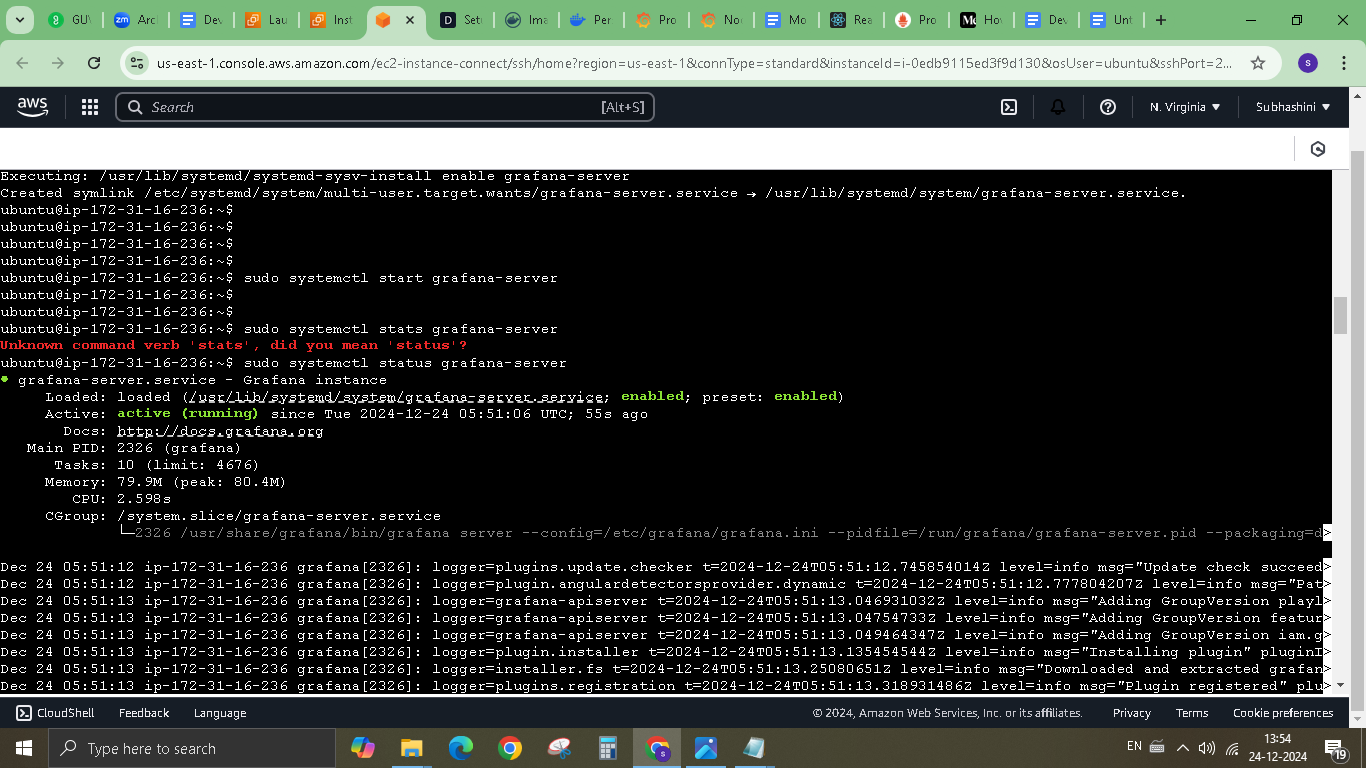 GUV
Arc
Dev
Lau
Inst
Set
Ima
Per
Pro
Noc
Mo
Rea
Pro
Hov
Dev
Unt
us-east-1.console.aws.amazon.com/ec2-instance-connect/ssh/home?region=us-east-1&connType=standard&instanceId=i-0edb9115ed3f9d130&osUser=ubuntu&sshPort=2...
S
aws
Search
[Alt+S]
N. Virginia
Subhashini
Executing: /usr/lib/systemd/systemd-sysv-install enable grafana-server
Created symlink /etc/systemd/system/multi-user.target.wants/grafana-server.service → /usr/lib/systemd/system/grafana-server.service.
ubuntu@ip-172-31-16-236:~$
ubuntu@ip-172-31-16-236:~$
ubuntu@ip-172-31-16-236:~$
ubuntu@ip-172-31-16-236:~$
ubuntu@ip-172-31-16-236:~$ sudo systemctl start grafana-server
ubuntu@ip-172-31-16-236:~$
ubuntu@ip-172-31-16-236:~$
ubuntu@ip-172-31-16-236:~$ sudo systemctl stats grafana-server
Unknown command verb 'stats', did you mean 'status'?
ubuntu@ip-172-31-16-236:~$ sudo systemctl status grafana-server
● grafana-server.service - Grafana instance
Loaded: loaded (/usr/lib/systemd/system/grafana-server.service; enabled; preset: enabled)
Active: active (running) since Tue 2024-12-24 05:51:06 UTC; 55s ago
Docs: http://docs.grafana.org
Main PID: 2326 (grafana)
Tasks: 10 (limit: 4676)
Memory: 79.9M (peak: 80.4M)
CPU: 2.598s
CGroup: /system.slice/grafana-server.service
└─2326 /usr/share/grafana/bin/grafana server --config=/etc/grafana/grafana.ini --pidfile=/run/grafana/grafana-server.pid --packaging=d>
Dec 24 05:51:12 ip-172-31-16-236 grafana[2326]: logger=plugins.update.checker t=2024-12-24T05:51:12.745854014Z level=info msg="Update check succeed>
Dec 24 05:51:12 ip-172-31-16-236 grafana[2326]: logger=plugin.angulardetectorsprovider.dynamic t=2024-12-24T05:51:12.777804207Z level=info msg="Pat>
Dec 24 05:51:13 ip-172-31-16-236 grafana[2326]: logger=grafana-apiserver t=2024-12-24T05:51:13.046931032Z level=info msg="Adding GroupVersion playl>
Dec 24 05:51:13 ip-172-31-16-236 grafana[2326]: logger=grafana-apiserver t=2024-12-24T05:51:13.04754733Z level=info msg="Adding GroupVersion featur>
Dec 24 05:51:13 ip-172-31-16-236 grafana[2326]: logger=grafana-apiserver t=2024-12-24T05:51:13.049464347Z level=info msg="Adding GroupVersion iam.g>
Dec 24 05:51:13 ip-172-31-16-236 grafana[2326]: logger=plugin.installer t=2024-12-24T05:51:13.135454544Z level=info msg="Installing plugin" pluginI>
Dec 24 05:51:13 ip-172-31-16-236 grafana[2326]: logger=installer.fs t=2024-12-24T05:51:13.25080651Z level=info msg="Downloaded and extracted grafan>
Dec 24 05:51:13 ip-172-31-16-236 grafana[2326]: logger=plugins.registration t=2024-12-24T05:51:13.318931486Z level=info msg="Plugin registered" plu>
CloudShell
Feedback
Language
© 2024, Amazon Web Services, Inc. or its affiliates.
Privacy
Terms
Cookie preferences
Type here to search
EN
13:54
24-12-2024
19